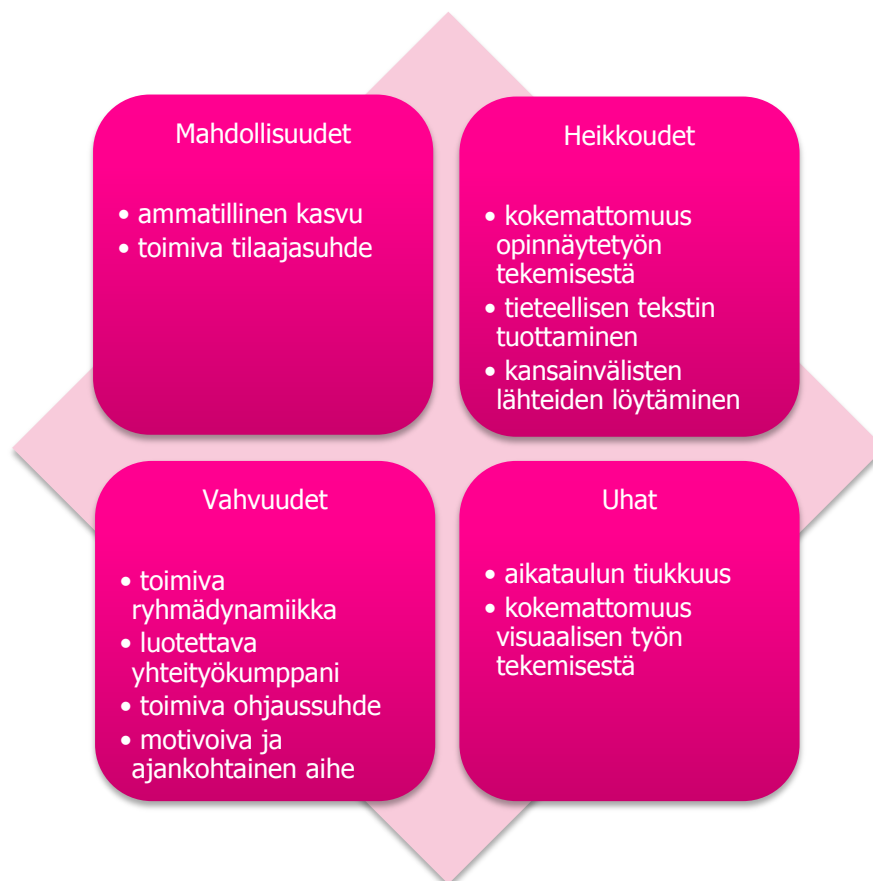 Mahdollisuudet
• ammatillinen kasvu
• toimiva tilaajasuhde
Heikkoudet
• kokemattomuus
opinnäytetyön
tekemisestä
• tieteellisen tekstin
tuottaminen
• kansainvälisten
lähteiden löytäminen
Vahvuudet
• toimiva
ryhmädynamiikka
• luotettava
yhteityökumppani
• toimiva ohjaussuhde
• motivoiva ja
ajankohtainen aihe
Uhat
• aikataulun tiukkuus
• kokemattomuus
visuaalisen työn
tekemisestä